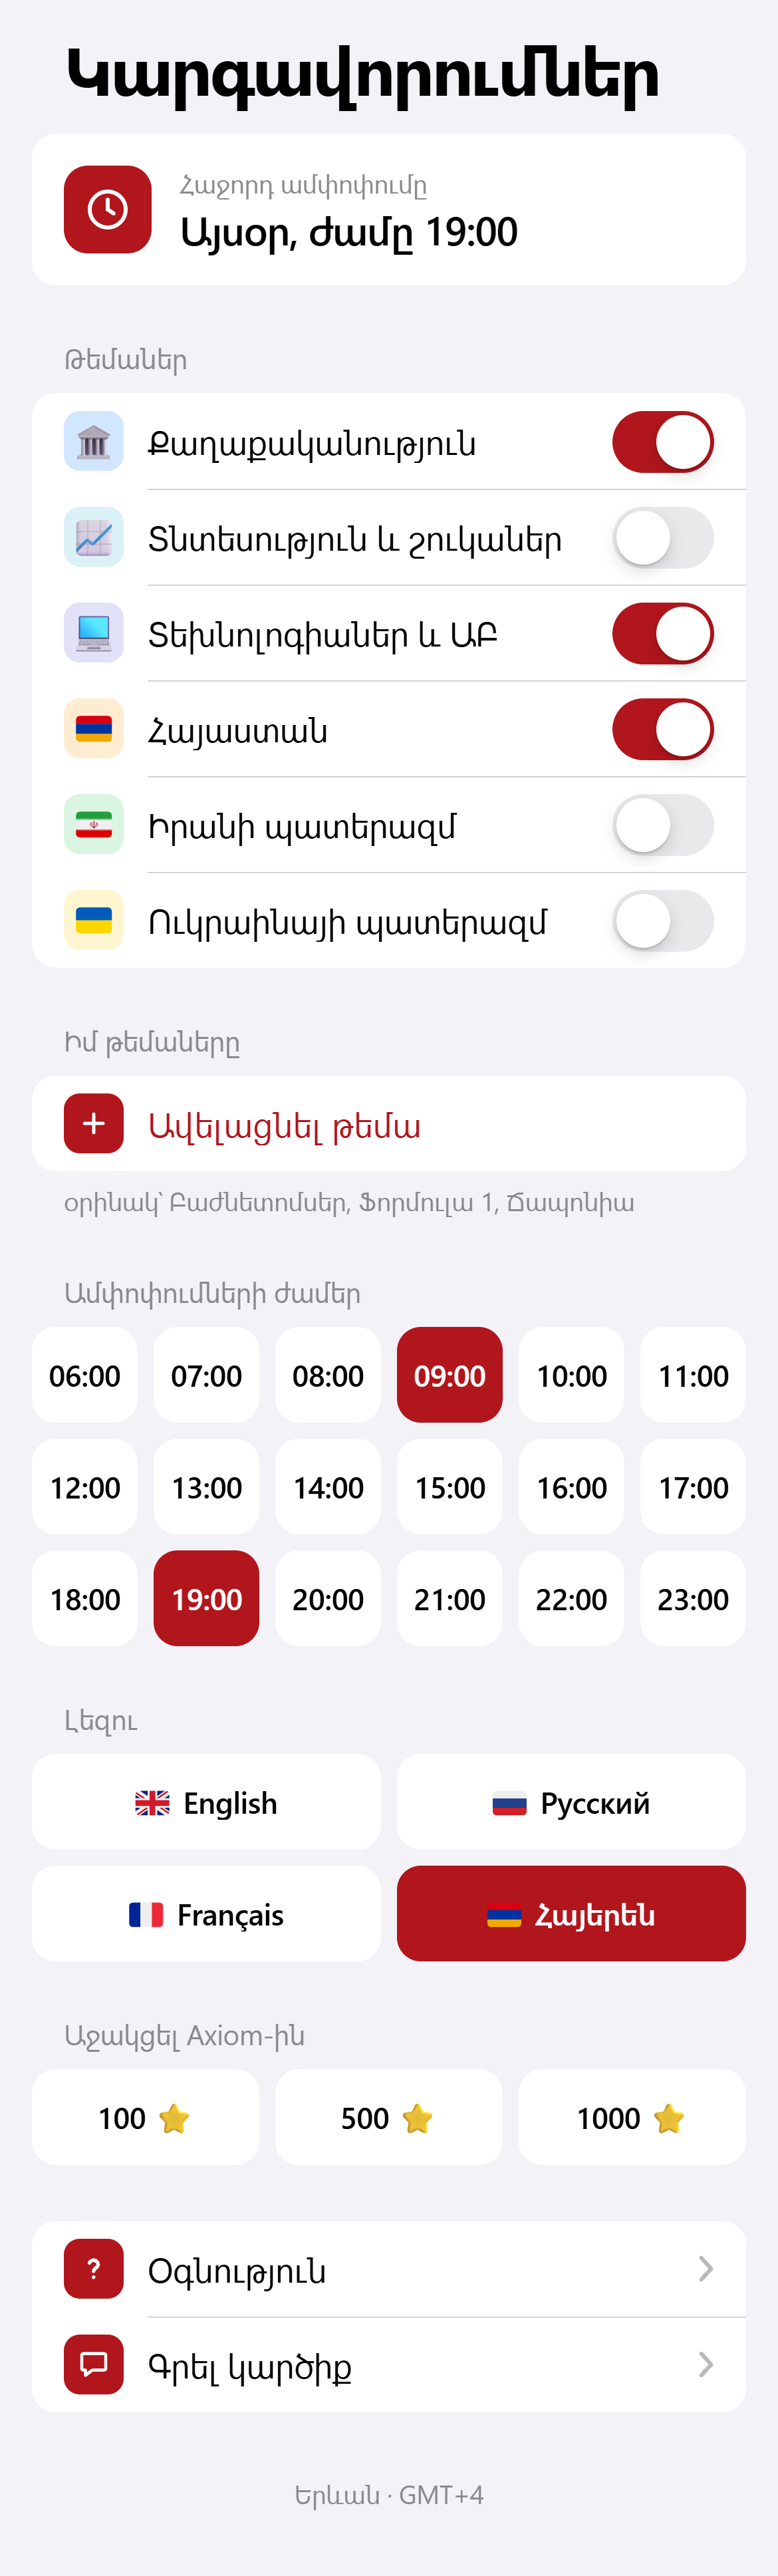 Կարգավորումներ
Հաջորդ ամփոփումը
Այսօր, ժամը 19:00
Թեմաներ
Քաղաքականություն
Տնտեսություն և շուկաներ
Տեխնոլոգիաներ և ԱԲ
Հայաստան
Իրանի պատերազմ
Ուկրաինայի պատերազմ
Իմ թեմաները
Ավելացնել թեմա
օրինակ՝ Բաժնետոմսեր, Ֆորմուլա 1, Ճապոնիա
Ամփոփումների ժամեր
06:00 07:00 08:00 09:00 10:00 11:00
12:00 13:00 14:00 15:00 16:00 17:00
18:00 19:00 20:00 21:00 22:00 23:00
Լեզու
English Русский
Français Հայերեն
Աջակցել Axiom-ին
100 500 1000
Օգնություն
Գրել կարծիք
Երևան · GMT+4